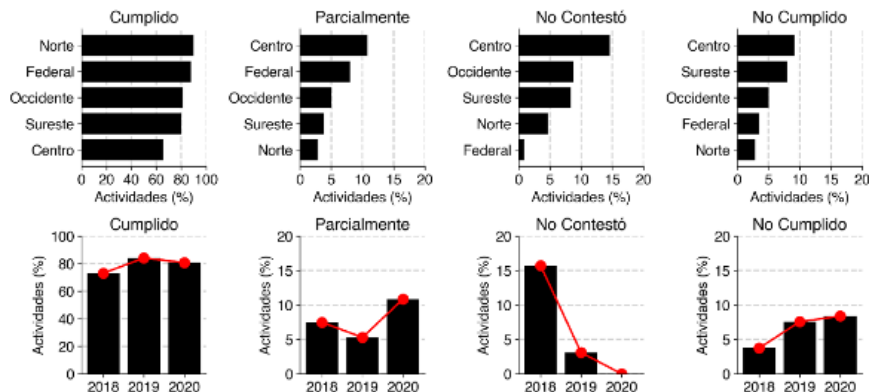 Cumplido
Norte
Federal
Occidente
Sureste
Centro
0 20 40 60 80 100
Actividades (%)
Parcialmente
Centro
Federal
Occidente
Sureste
Norte
0 5 10 15 20
Actividades (%)
No Contestó
Centro
Occidente
Sureste
Norte
Federal
0 5 10 15 20
Actividades (%)
No Cumplido
Centro
Sureste
Occidente
Federal
Norte
0 5 10 15 20
Actividades (%)
Cumplido
Actividades (%)
100
80
60
40
20
0
2018 2019 2020
Parcialmente
Actividades (%)
20
15
10
5
0
2018 2019 2020
No Contestó
Actividades (%)
20
15
10
5
0
2018 2019 2020
No Cumplido
Actividades (%)
20
15
10
5
0
2018 2019 2020